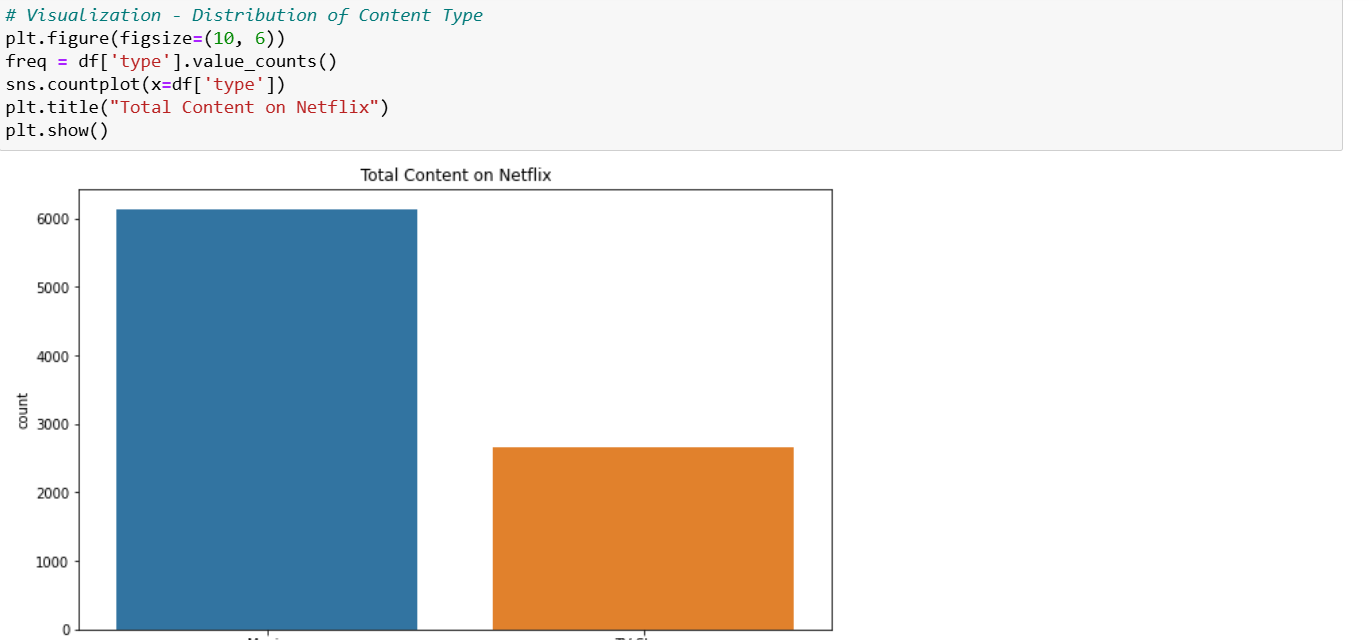 # Visualization - Distribution of Content Type
plt.figure(figsize=(10, 6))
freq = df['type'].value_counts()
sns.countplot(x=df['type'])
plt.title("Total Content on Netflix")
plt.show()
Total Content on Netflix
6000
5000
4000
count
3000
2000
1000
0